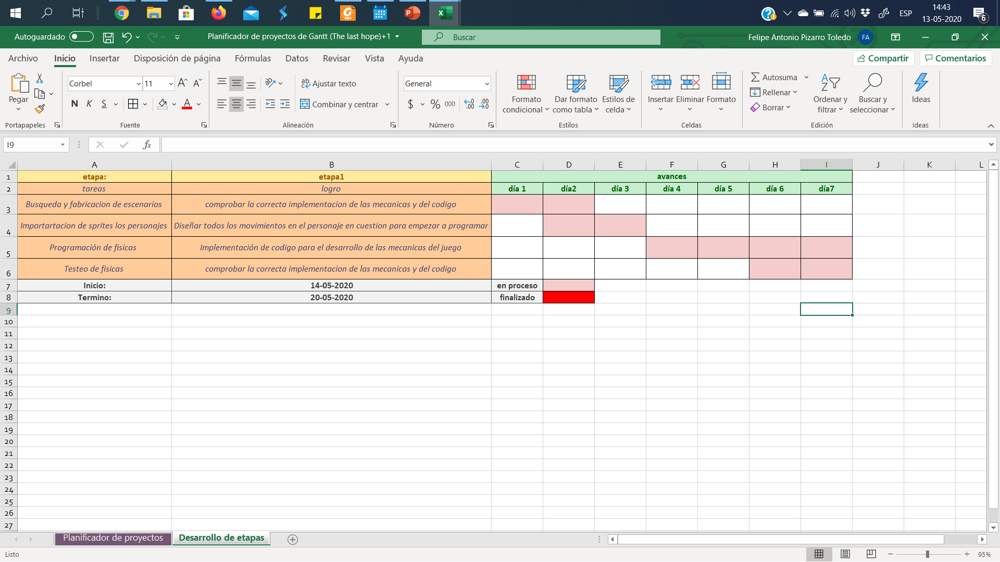 ESP
14:43
13-05-2020
6
Autoguardado
Planificador de proyectos de Gantt (The last hope)+1
Buscar
Felipe Antonio Pizarro Toledo
FA
Archivo
Inicio
Insertar
Disposición de página
Fórmulas
Datos
Revisar
Vista
Ayuda
Compartir
Comentarios
Pegar
Corbel
11
N K S
Ajustar texto
Combinar y centrar
General
$ % 000
Formato condicional
Dar formato como tabla
Estilos de celda
Insertar
Eliminar
Formato
Autosuma
Rellenar
Borrar
Ordenar y filtrar
Buscar y seleccionar
Ideas
Portapapeles
Fuente
Alineación
Número
Estilos
Celdas
Edición
Ideas
I9
fx
A B C D E F G H I J K L
1 etapa: etapa1 avances
2 tareas logro día 1 día2 día 3 día 4 día 5 día 6 día7
3 Busqueda y fabricacion de escenarios comprobar la correcta implementacion de las mecanicas y del codigo
4 Importartacion de sprites los personajes Diseñar todos los movimientos en el personaje en cuestion para empezar a programar
5 Programación de fisicas Implementación de codigo para el desarrollo de las mecanicas del juego
6 Testeo de fisicas comprobar la correcta implementacion de las mecanicas y del codigo
7 Inicio: 14-05-2020 en proceso
8 Termino: 20-05-2020 finalizado
9
10
11
12
13
14
15
16
17
18
19
20
21
22
23
24
25
26
27
Planificador de proyectos
Desarrollo de etapas
Listo
95%